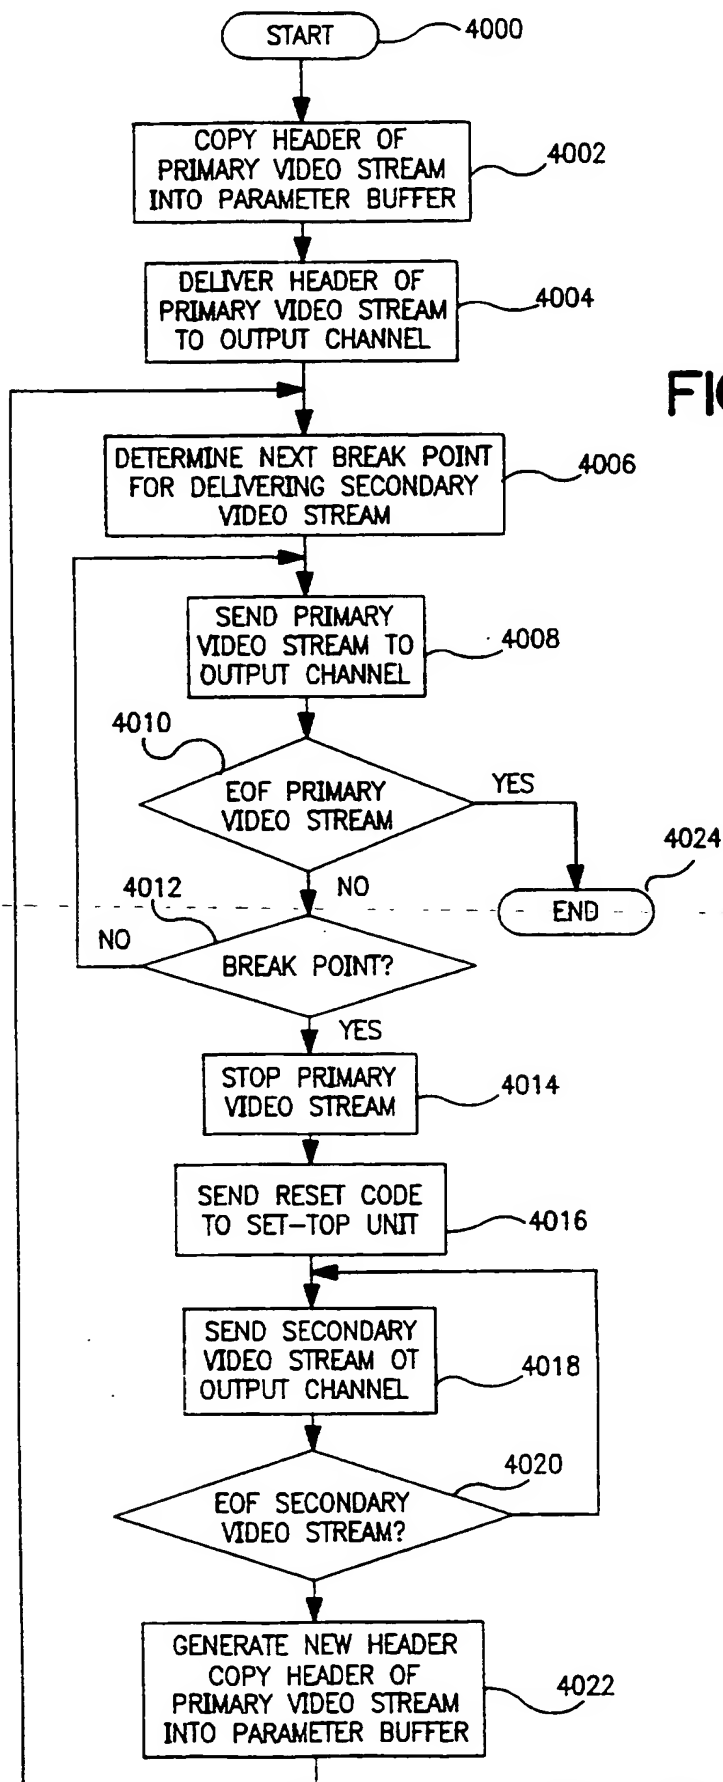 START
4000
COPY HEADER OF
PRIMARY VIDEO STREAM
INTO PARAMETER BUFFER
4002
DELIVER HEADER OF
PRIMARY VIDEO STREAM
TO OUTPUT CHANNEL
4004
FIG
DETERMINE NEXT BREAK POINT
FOR DELIVERING SECONDARY
VIDEO STREAM
4006
SEND PRIMARY
VIDEO STREAM TO
OUTPUT CHANNEL
4008
4010
EOF PRIMARY
VIDEO STREAM
YES
NO
4024
END
4012
NO
BREAK POINT?
YES
STOP PRIMARY
VIDEO STREAM
4014
SEND RESET CODE
TO SET-TOP UNIT
4016
SEND SECONDARY
VIDEO STREAM OT
OUTPUT CHANNEL
4018
4020
EOF SECONDARY
VIDEO STREAM?
GENERATE NEW HEADER
COPY HEADER OF
PRIMARY VIDEO STREAM
INTO PARAMETER BUFFER
4022